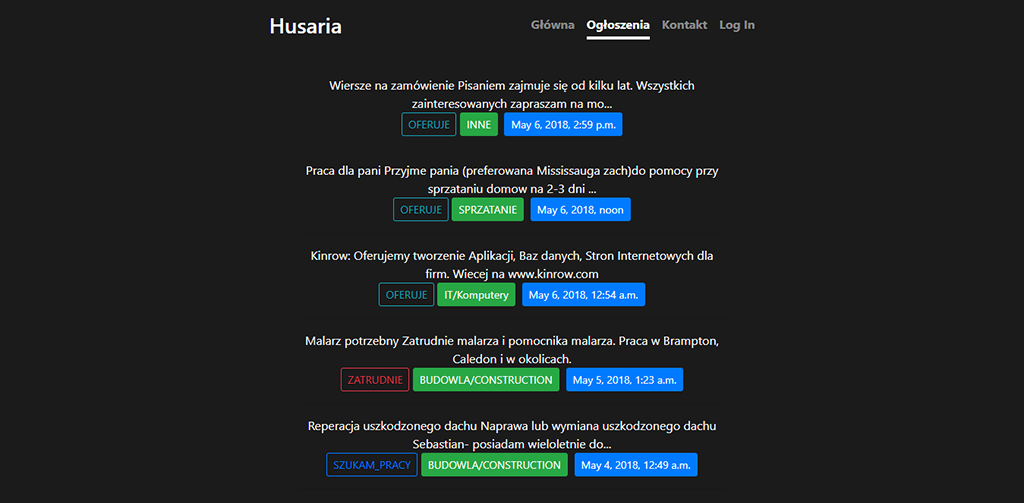 Husaria
Główna Ogłoszenia Kontakt Log In
Wiersze na zamówienie Pisaniem zajmuje się od kilku lat. Wszystkich
zainteresowanych zapraszam na mo...
OFERUJE INNE May 6, 2018, 2:59 p.m.
Praca dla pani Przyjme pania (preferowana Mississauga zach)do pomocy przy
sprzataniu domow na 2-3 dni ...
OFERUJE SPRZATANIE May 6, 2018, noon
Kinrow: Oferujemy tworzenie Aplikacji, Baz danych, Stron Internetowych dla
firm. Wiecej na www.kinrow.com
OFERUJE IT/Komputery May 6, 2018, 12:54 a.m.
Malarz potrzebny Zatrudnie malarza i pomocnika malarza. Praca w Brampton,
Caledon i w okolicach.
ZATRUDNIE BUDOWLA/CONSTRUCTION May 5, 2018, 1:23 a.m.
Reperacja uszkodzonego dachu Naprawa lub wymiana uszkodzonego dachu
Sebastian- posiadam wieloletnie do...
SZUKAM_PRACY BUDOWLA/CONSTRUCTION May 4, 2018, 12:49 a.m.